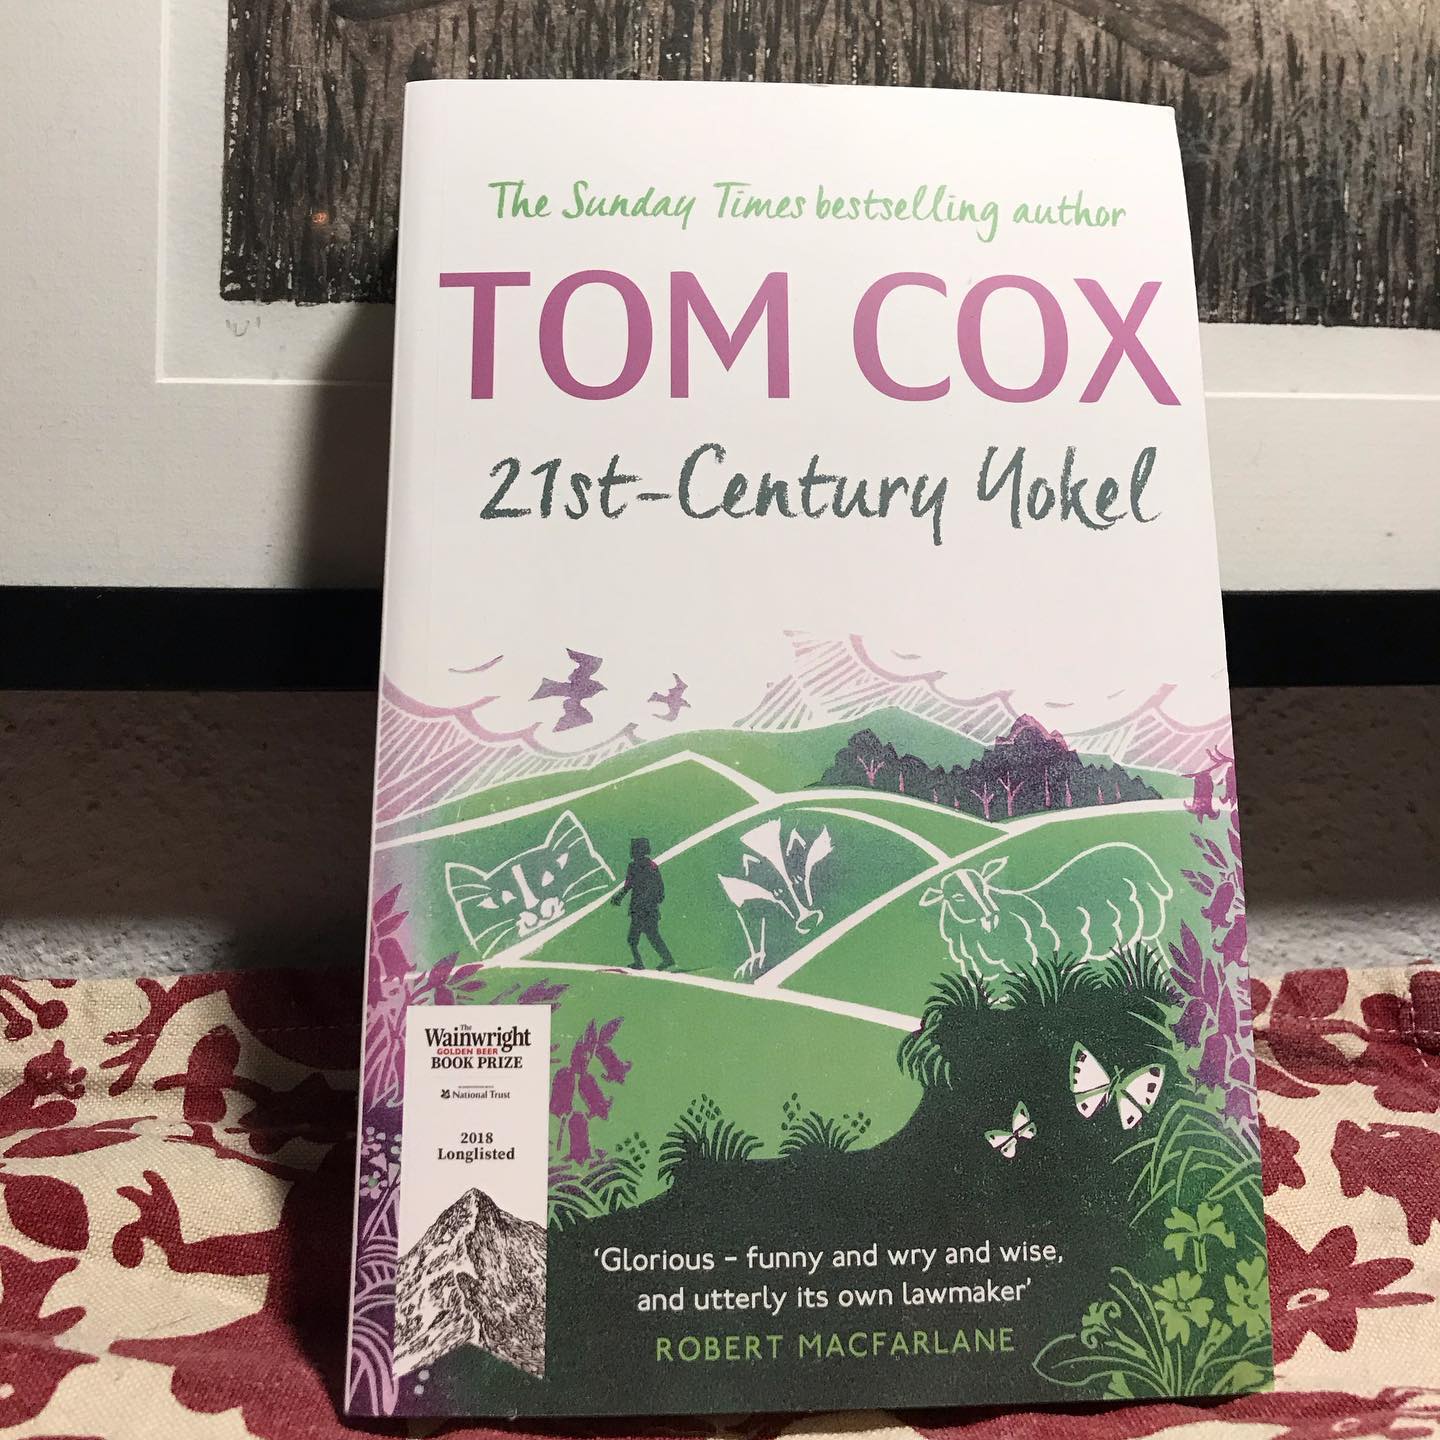 The Sunday Times bestselling author
TOM COX
21st-Century Yokel
The
Wainwright
GOLDEN BEER
BOOK PRIZE
National Trust
2018
Longlisted
‘Glorious – funny and wry and wise,
and utterly its own lawmaker’
ROBERT MACFARLANE